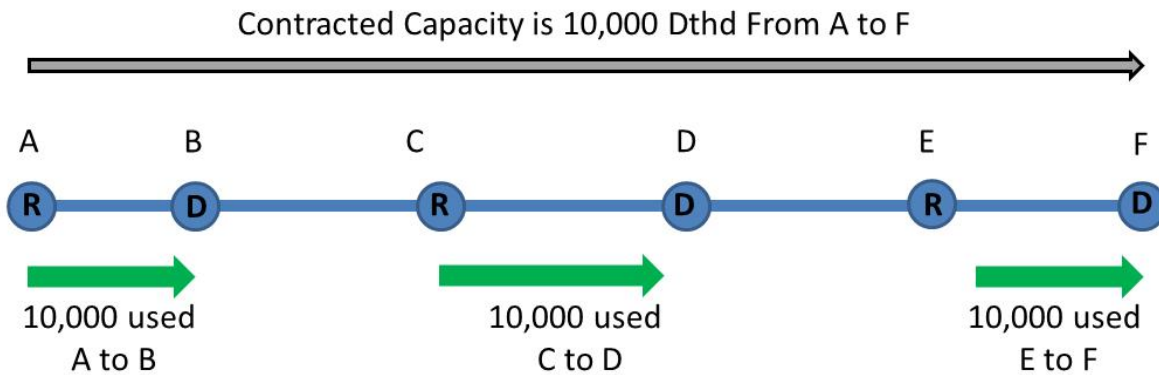 Contracted Capacity is 10,000 Dthd From A to F
A B C D E F
R D R D R D
10,000 used 10,000 used 10,000 used
A to B C to D E to F